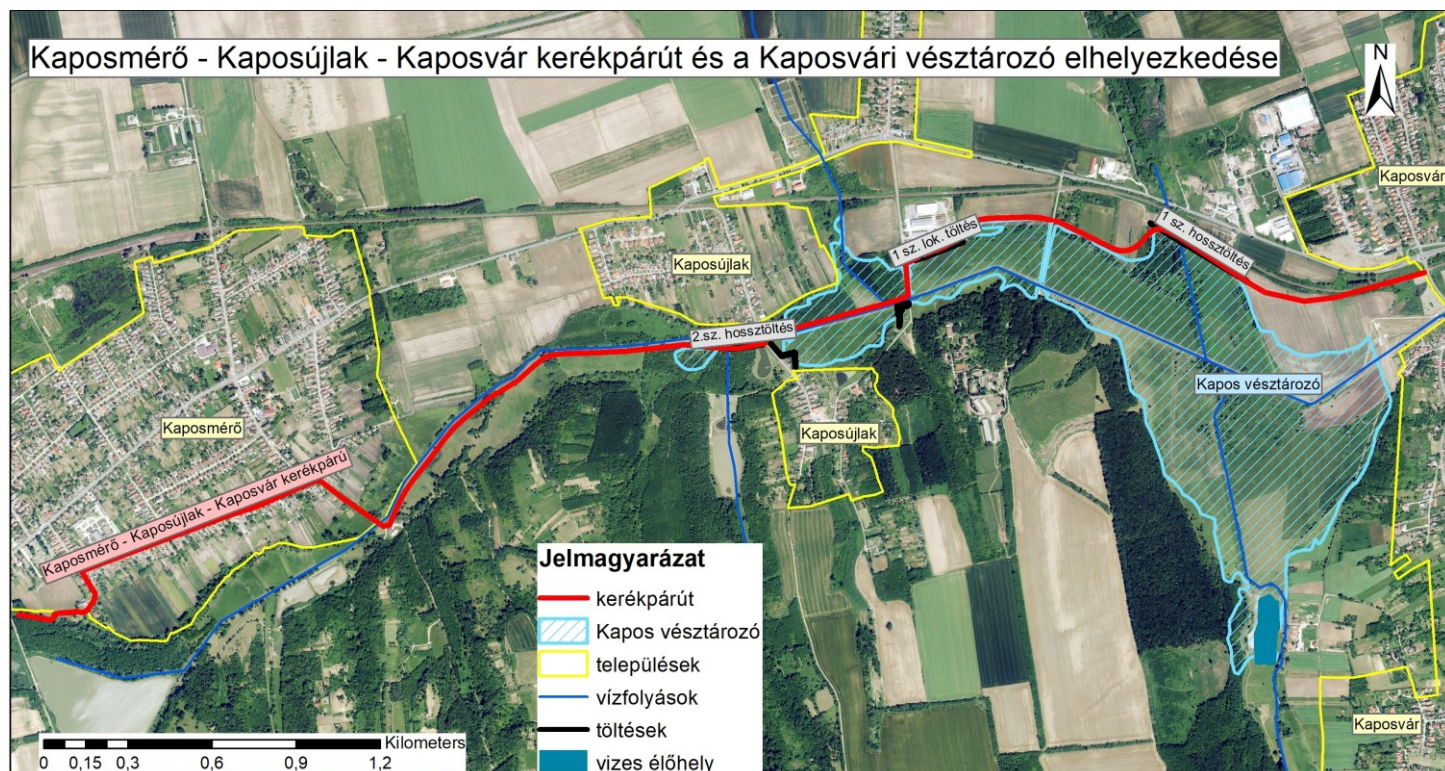 Kaposmérő - Kaposújlak - Kaposvár kerékpárút és a Kaposvári vésztározó elhelyezkedése
N
Kaposvár
1 sz. lok. töltés
1 sz. hossztöltés
Kaposújlak
2.sz. hossztöltés
Kapos vésztározó
Kaposmérő
Kaposújlak
Kaposmérő - Kaposújlak - Kaposvár kerékpárú
Jelmagyarázat
kerékpárút
Kapos vésztározó
települések
vízfolyások
töltések
vizes élőhely
Kaposvár
Kilometers
0 0,15 0,3 0,6 0,9 1,2